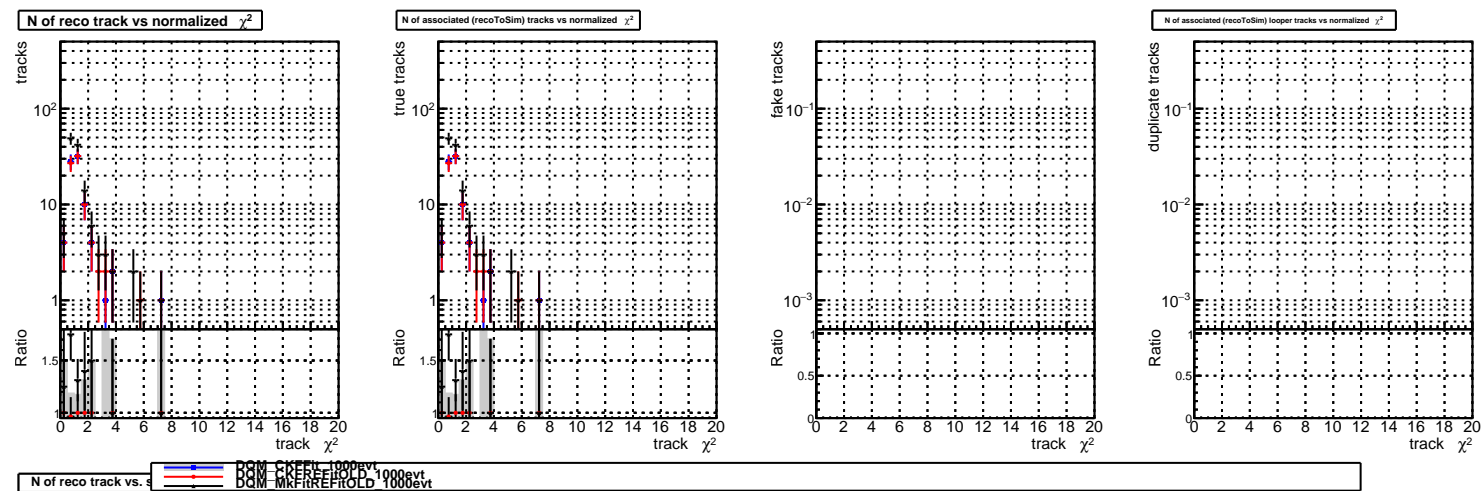 N of reco track vs normalized χ²
N of associated (recoToSim) tracks vs normalized χ²
N of associated (recoToSim) looper tracks vs normalized χ²
tracks
10²
10
1
Ratio
1.5
1
0 2 4 6 8 10 12 14 16 18 20
track χ²
true tracks
10²
10
1
Ratio
1.5
1
0 2 4 6 8 10 12 14 16 18 20
track χ²
fake tracks
10⁻¹
10⁻²
10⁻³
Ratio
1
0.5
0
0 2 4 6 8 10 12 14 16 18 20
track χ²
duplicate tracks
10⁻¹
10⁻²
10⁻³
Ratio
1
0.5
0
0 2 4 6 8 10 12 14 16 18 20
track χ²
N of reco track vs. s
DQM_CKFFit_1000evt
DQM_CKFREFitOLD_1000evt
DQM_MkFitREFitOLD_1000evt